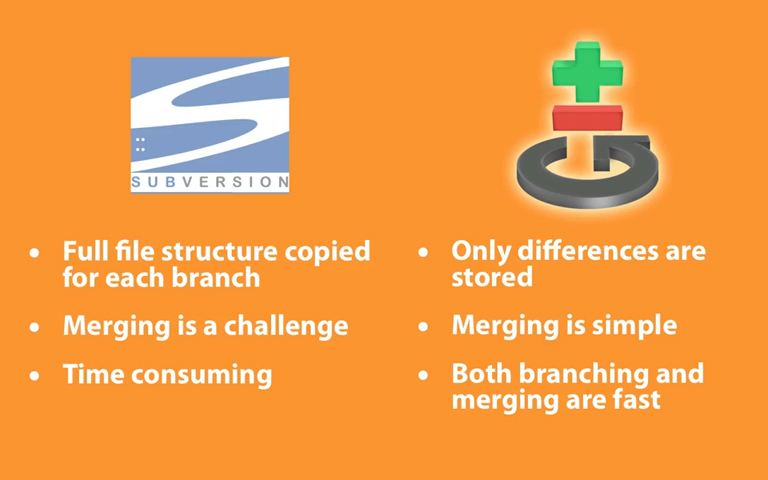 SUBVERSION
• Full file structure copied
for each branch
• Merging is a challenge
• Time consuming
• Only differences are
stored
• Merging is simple
• Both branching and
merging are fast